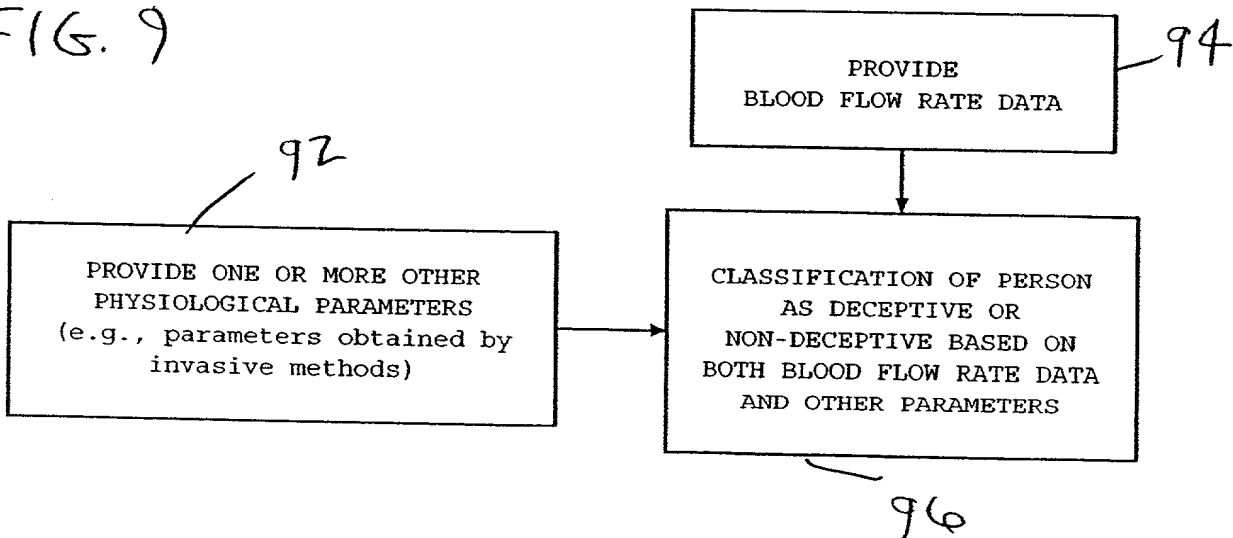 FIG. 9
94
PROVIDE
BLOOD FLOW RATE DATA
92
PROVIDE ONE OR MORE OTHER
PHYSIOLOGICAL PARAMETERS
(e.g., parameters obtained by
invasive methods)
CLASSIFICATION OF PERSON
AS DECEPTIVE OR
NON-DECEPTIVE BASED ON
BOTH BLOOD FLOW RATE DATA
AND OTHER PARAMETERS
96